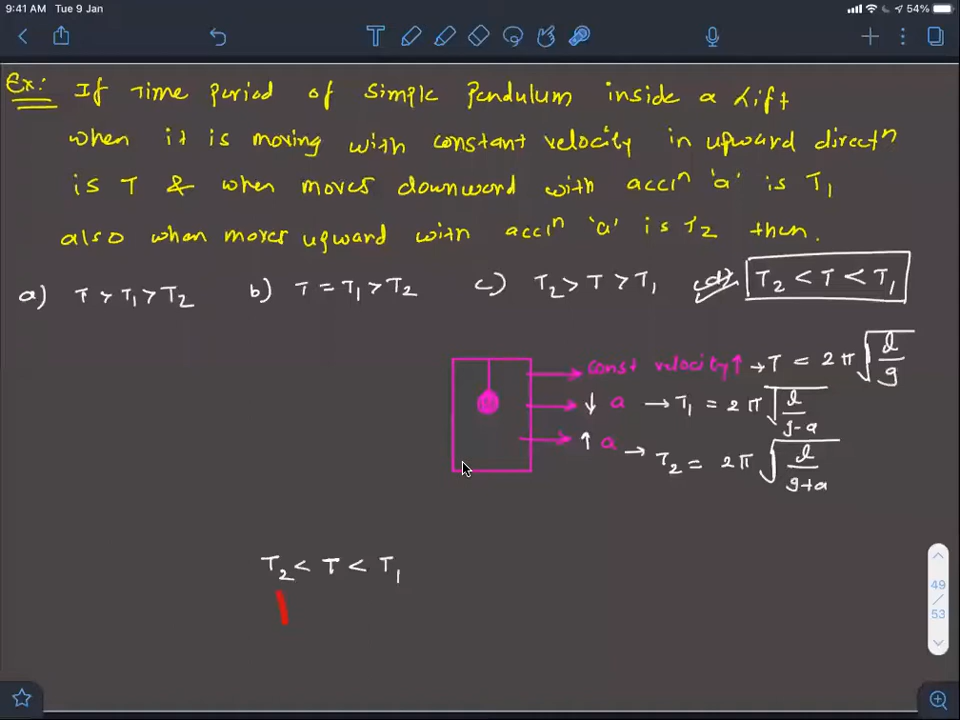 9:41 AM Tue 9 Jan
54%
Ex: If Time period of simple pendulum inside a Lift
when it is moving with constant velocity in upward directⁿ
is T & when moves downward with acclⁿ 'a' is T₁
also when moves upward with acclⁿ 'a' is T₂ then.
a) T > T₁ > T₂ b) T = T₁ > T₂ c) T₂ > T > T₁ d) T₂ < T < T₁
const velocity ↑ → T = 2π√(l/g)
↓ a → T₁ = 2π√(l/(g-a))
↑ a → T₂ = 2π√(l/(g+a))
T₂ < T < T₁
49
/
53